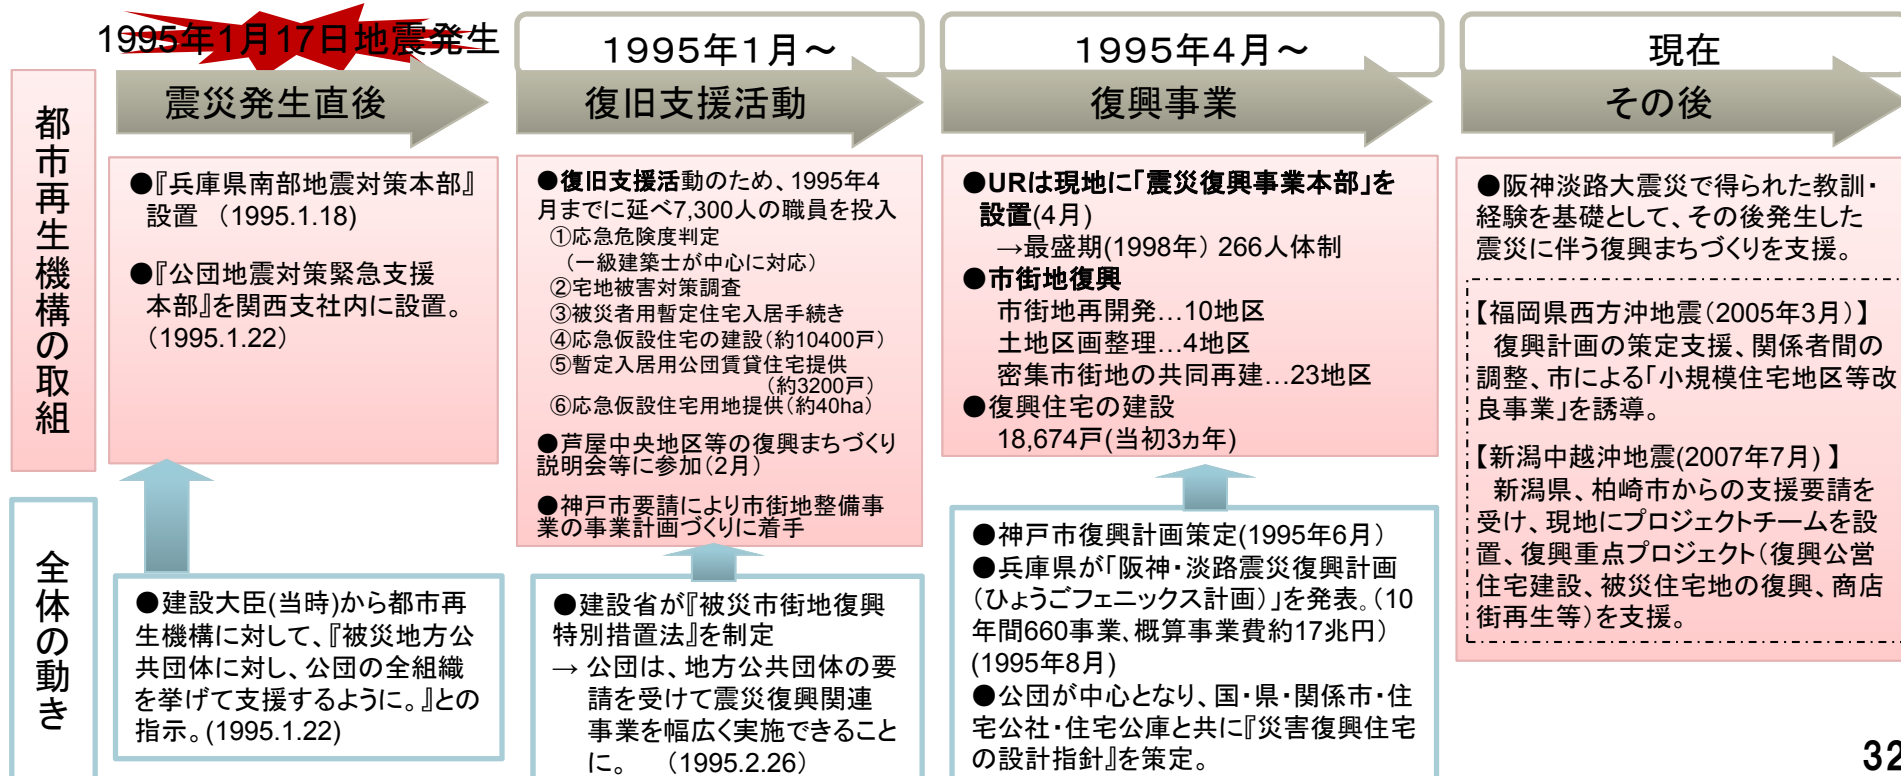 1995年1月17日地震発生
震災発生直後
1995年1月～
復旧支援活動
1995年4月～
復興事業
現在
その後
都市再生機構の取組
●『兵庫県南部地震対策本部』
設置 （1995.1.18)
●『公団地震対策緊急支援
本部』を関西支社内に設置。
（1995.1.22）
●復旧支援活動のため、1995年4
月までに延べ7,300人の職員を投入
①応急危険度判定
（一級建築士が中心に対応）
②宅地被害対策調査
③被災者用暫定住宅入居手続き
④応急仮設住宅の建設（約10400戸）
⑤暫定入居用公団賃貸住宅提供
（約3200戸）
⑥応急仮設住宅用地提供（約40ha）
●芦屋中央地区等の復興まちづくり
説明会等に参加（2月）
●神戸市要請により市街地整備事
業の事業計画づくりに着手
●URは現地に「震災復興事業本部」を
設置(4月)
→最盛期(1998年）266人体制
●市街地復興
市街地再開発…10地区
土地区画整理…4地区
密集市街地の共同再建…23地区
●復興住宅の建設
18,674戸(当初3ヵ年)
●阪神淡路大震災で得られた教訓・
経験を基礎として、その後発生した
震災に伴う復興まちづくりを支援。
【福岡県西方沖地震（2005年3月）】
復興計画の策定支援、関係者間の
調整、市による「小規模住宅地区等改
良事業」を誘導。
【新潟中越沖地震(2007年7月) 】
新潟県、柏崎市からの支援要請を
受け、現地にプロジェクトチームを設
置、復興重点プロジェクト（復興公営
住宅建設、被災住宅地の復興、商店
街再生等）を支援。
全体の動き
●建設大臣(当時)から都市再
生機構に対して、『被災地方公
共団体に対し、公団の全組織
を挙げて支援するように。』との
指示。(1995.1.22)
●建設省が『被災市街地復興
特別措置法』を制定
→ 公団は、地方公共団体の要
請を受けて震災復興関連
事業を幅広く実施できること
に。 （1995.2.26）
●神戸市復興計画策定(1995年6月）
●兵庫県が「阪神・淡路震災復興計画
（ひょうごフェニックス計画）」を発表。（10
年間660事業、概算事業費約17兆円）
(1995年8月)
●公団が中心となり、国・県・関係市・住
宅公社・住宅公庫と共に『災害復興住宅
の設計指針』を策定。
32